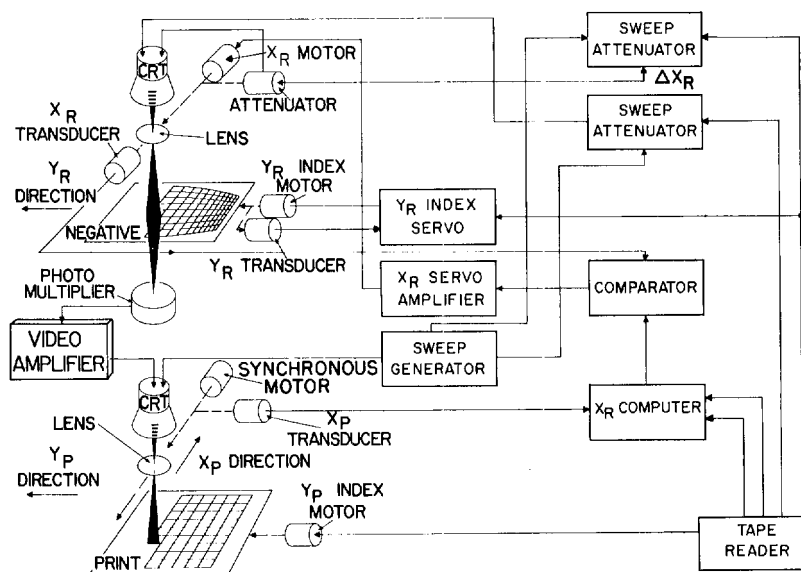 CRT
X_R MOTOR
ATTENUATOR
SWEEP
ATTENUATOR
ΔX_R
SWEEP
ATTENUATOR
X_R
TRANSDUCER
LENS
Y_R
DIRECTION
Y_R INDEX
MOTOR
NEGATIVE
Y_R TRANSDUCER
Y_R INDEX
SERVO
PHOTO
MULTIPLIER
X_R SERVO
AMPLIFIER
COMPARATOR
VIDEO
AMPLIFIER
SYNCHRONOUS
MOTOR
SWEEP
GENERATOR
CRT
X_P
TRANSDUCER
X_R COMPUTER
LENS
X_P DIRECTION
Y_P
DIRECTION
Y_P INDEX
MOTOR
PRINT
TAPE
READER